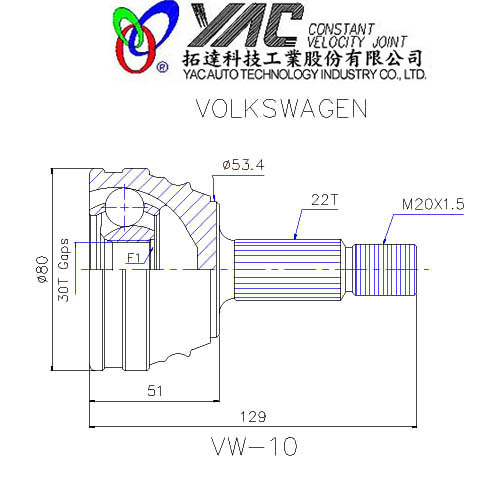 YAC CONSTANT
VELOCITY JOINT
®
拓達科技工業股份有限公司
YAC AUTO TECHNOLOGY INDUSTRY CO., LTD.
VOLKSWAGEN
ø53.4
22T
M20X1.5
ø80
30T Gaps
F1
51
129
VW-10